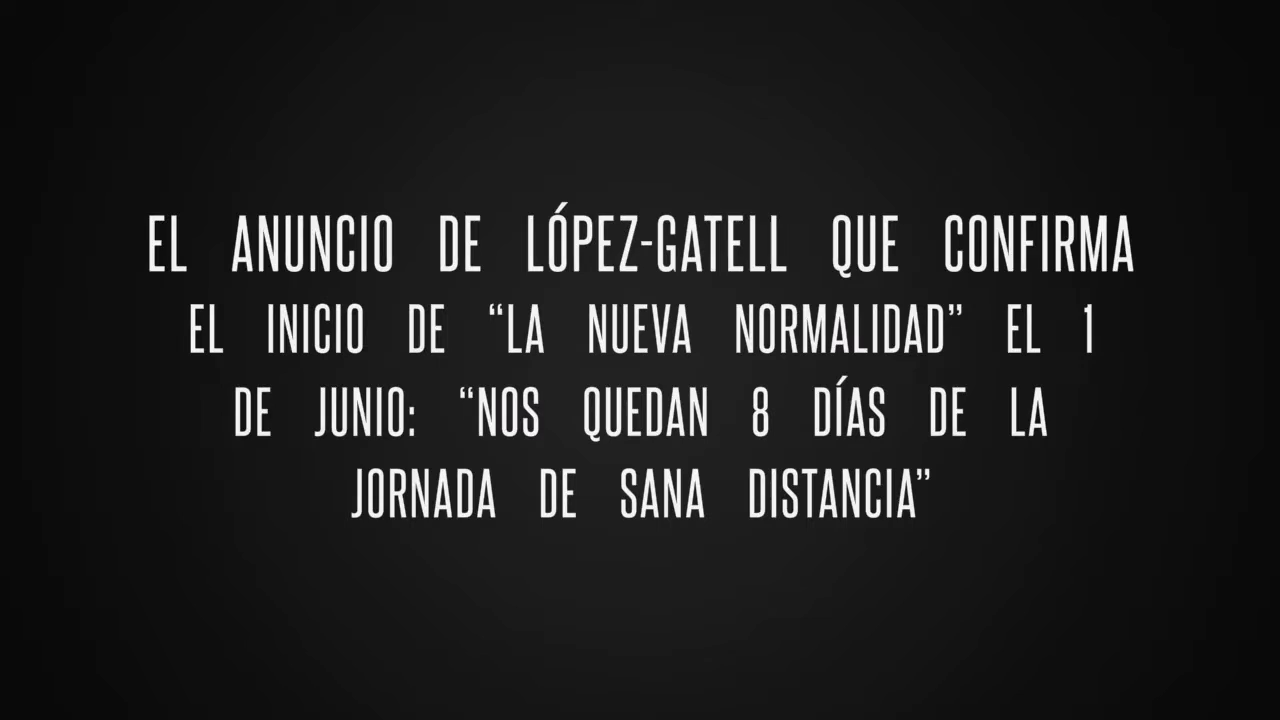 EL ANUNCIO DE LÓPEZ-GATELL QUE CONFIRMA
EL INICIO DE “LA NUEVA NORMALIDAD” EL 1
DE JUNIO: “NOS QUEDAN 8 DÍAS DE LA
JORNADA DE SANA DISTANCIA”